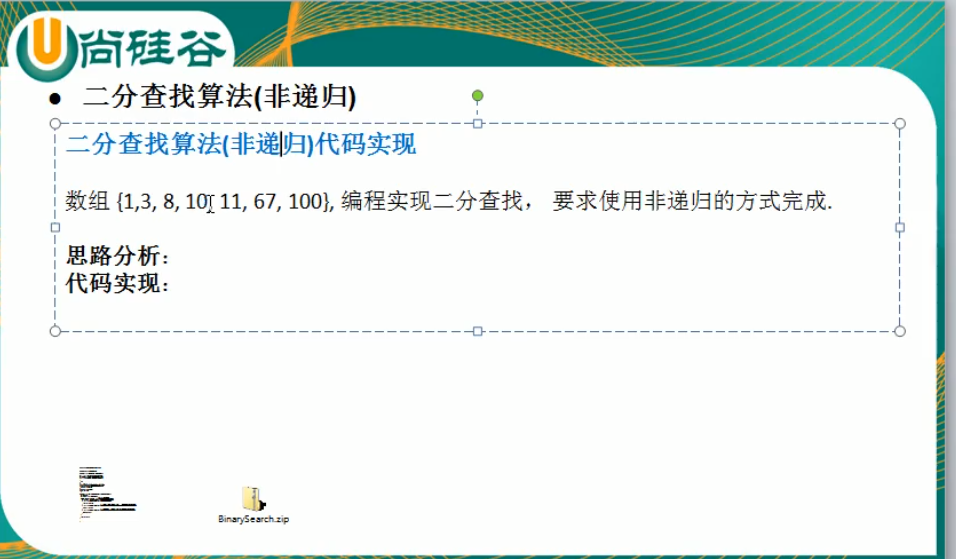 尚硅谷
● 二分查找算法(非递归)
二分查找算法(非递归)代码实现
数组 {1,3, 8, 10, 11, 67, 100}, 编程实现二分查找， 要求使用非递归的方式完成.
思路分析：
代码实现：
BinarySearch.zip